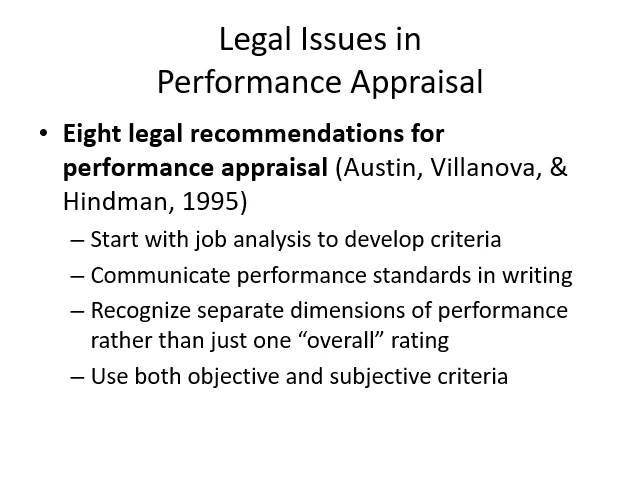 Legal Issues in
Performance Appraisal
• Eight legal recommendations for
performance appraisal (Austin, Villanova, &
Hindman, 1995)
– Start with job analysis to develop criteria
– Communicate performance standards in writing
– Recognize separate dimensions of performance
rather than just one “overall” rating
– Use both objective and subjective criteria